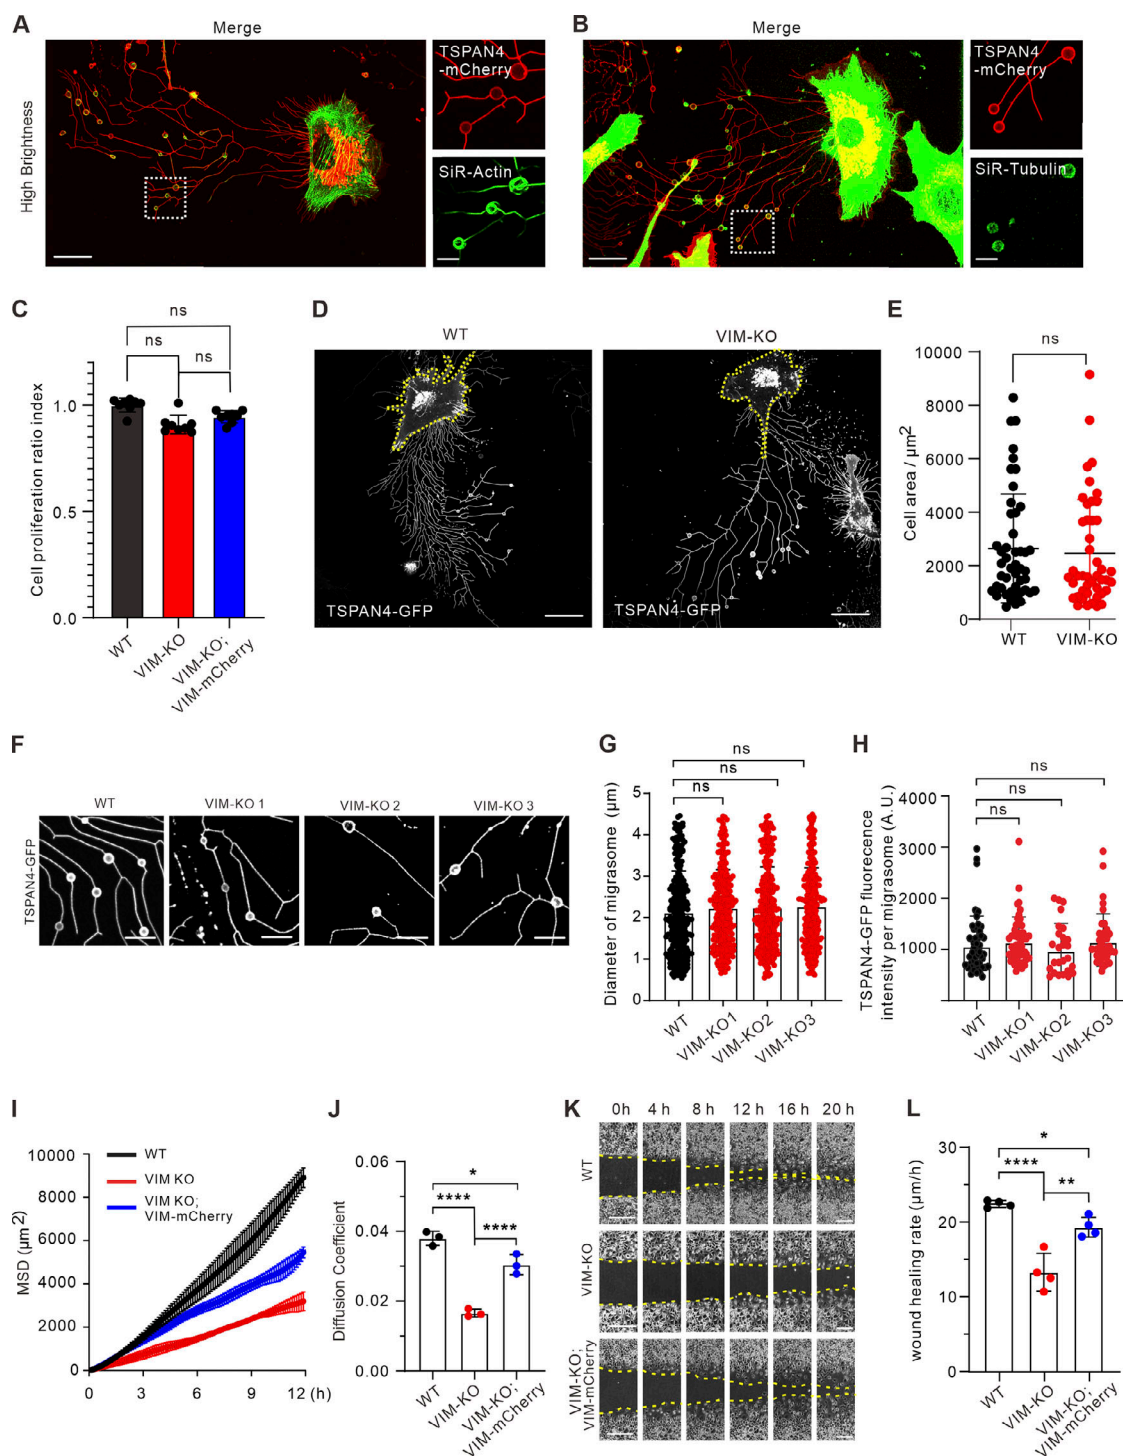 A
Merge
High Brightness
TSPAN4
-mCherry
SiR-Actin
B
Merge
TSPAN4
-mCherry
SiR-Tubulin
C
ns
ns
ns
Cell proliferation ratio index
1.0
0.5
0.0
WT
VIM-KO
VIM-KO;
VIM-mCherry
D
WT
VIM-KO
TSPAN4-GFP
TSPAN4-GFP
E
ns
Cell area / μm²
10000
8000
6000
4000
2000
0
WT
VIM-KO
F
WT
VIM-KO 1
VIM-KO 2
VIM-KO 3
TSPAN4-GFP
G
ns
ns
ns
Diameter of migrasome (μm)
5
4
3
2
1
0
WT
VIM-KO1
VIM-KO2
VIM-KO3
H
ns
ns
ns
TSPAN4-GFP fluorecence
intensity per migrasome (A.U.)
4000
3000
2000
1000
0
WT
VIM-KO1
VIM-KO2
VIM-KO3
I
WT
VIM KO
VIM KO;
VIM-mCherry
MSD (μm²)
10000
8000
6000
4000
2000
0
0 3 6 9 12 (h)
J
*
****
****
Diffusion Coefficient
0.06
0.04
0.02
0.00
WT
VIM-KO
VIM-KO;
VIM-mCherry
K
0h 4 h 8 h 12 h 16 h 20 h
WT
VIM-KO
VIM-KO;
VIM-mCherry
L
*
****
**
wound healing rate (μm/h)
30
20
10
0
WT
VIM-KO
VIM-KO;
VIM-mCherry